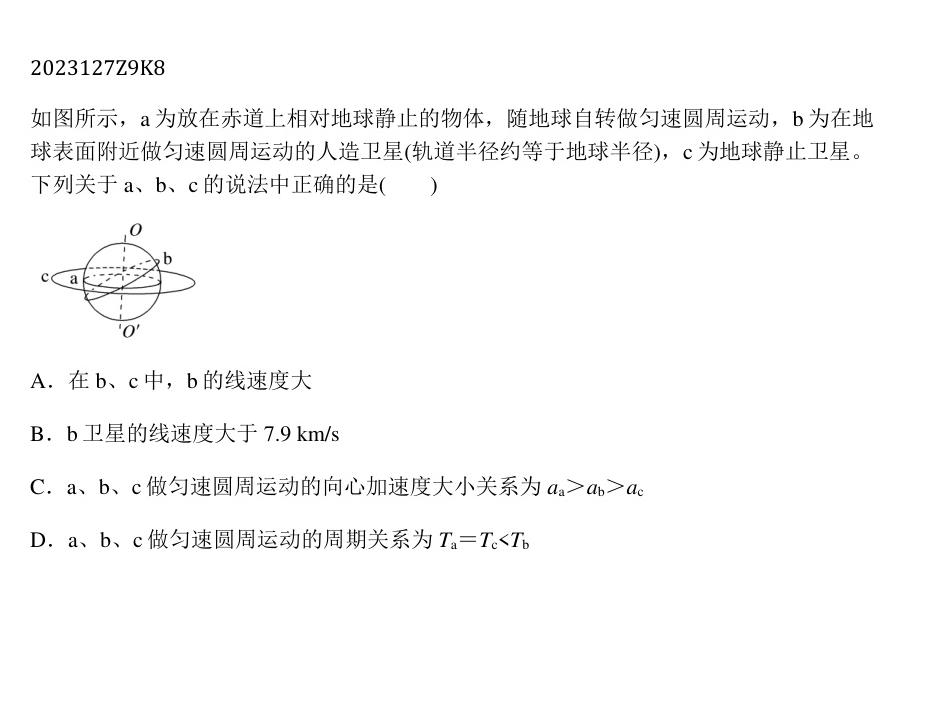 2023127Z9K8
如图所示，a 为放在赤道上相对地球静止的物体，随地球自转做匀速圆周运动，b 为在地
球表面附近做匀速圆周运动的人造卫星(轨道半径约等于地球半径)，c 为地球静止卫星。
下列关于 a、b、c 的说法中正确的是(　　)
O
b
c
a
O′
A．在 b、c 中，b 的线速度大
B．b 卫星的线速度大于 7.9 km/s
C．a、b、c 做匀速圆周运动的向心加速度大小关系为 aa＞ab＞ac
D．a、b、c 做匀速圆周运动的周期关系为 Ta＝Tc<Tb